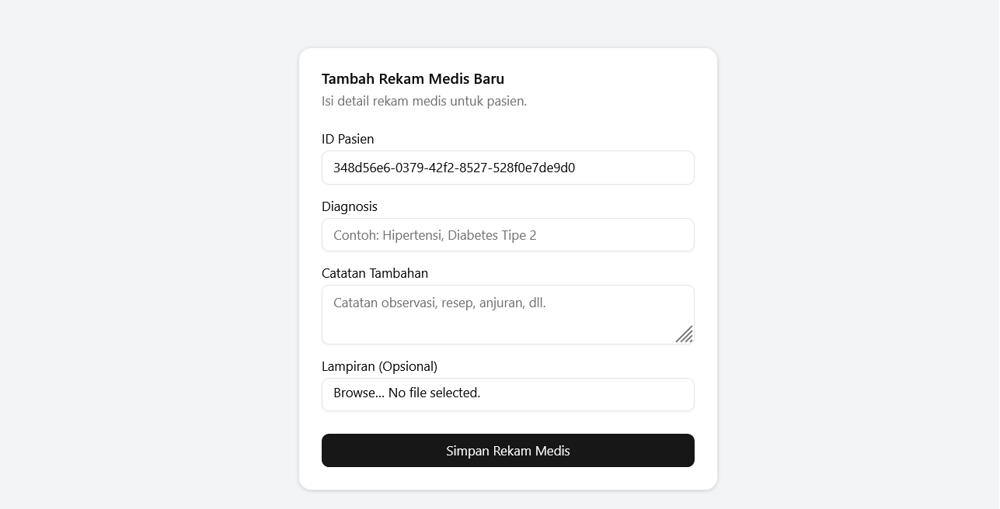 Tambah Rekam Medis Baru
Isi detail rekam medis untuk pasien.
ID Pasien
348d56e6-0379-42f2-8527-528f0e7de9d0
Diagnosis
Contoh: Hipertensi, Diabetes Tipe 2
Catatan Tambahan
Catatan observasi, resep, anjuran, dll.
Lampiran (Opsional)
Browse... No file selected.
Simpan Rekam Medis